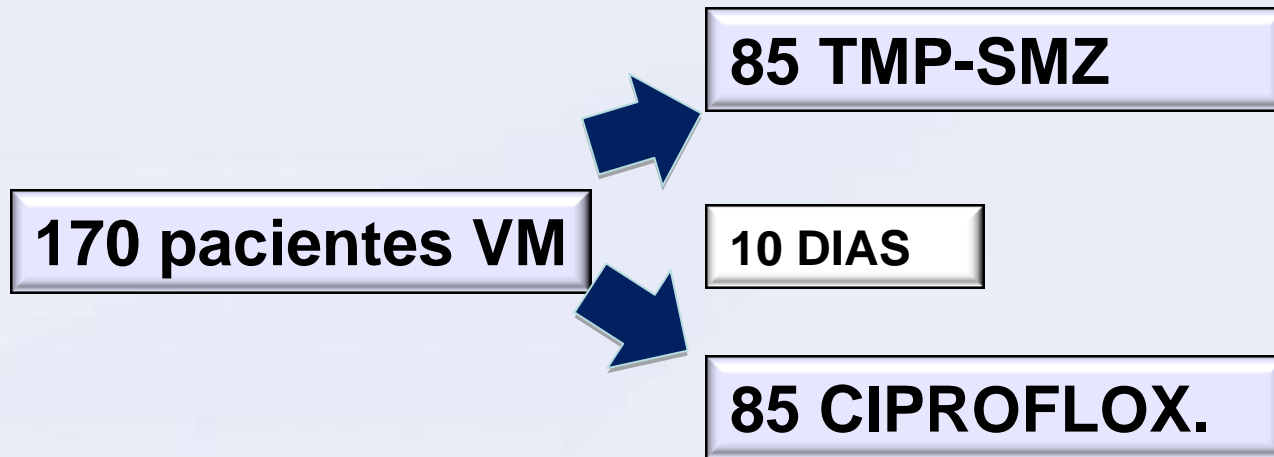 85 TMP-SMZ
170 pacientes VM
10 DIAS
85 CIPROFLOX.